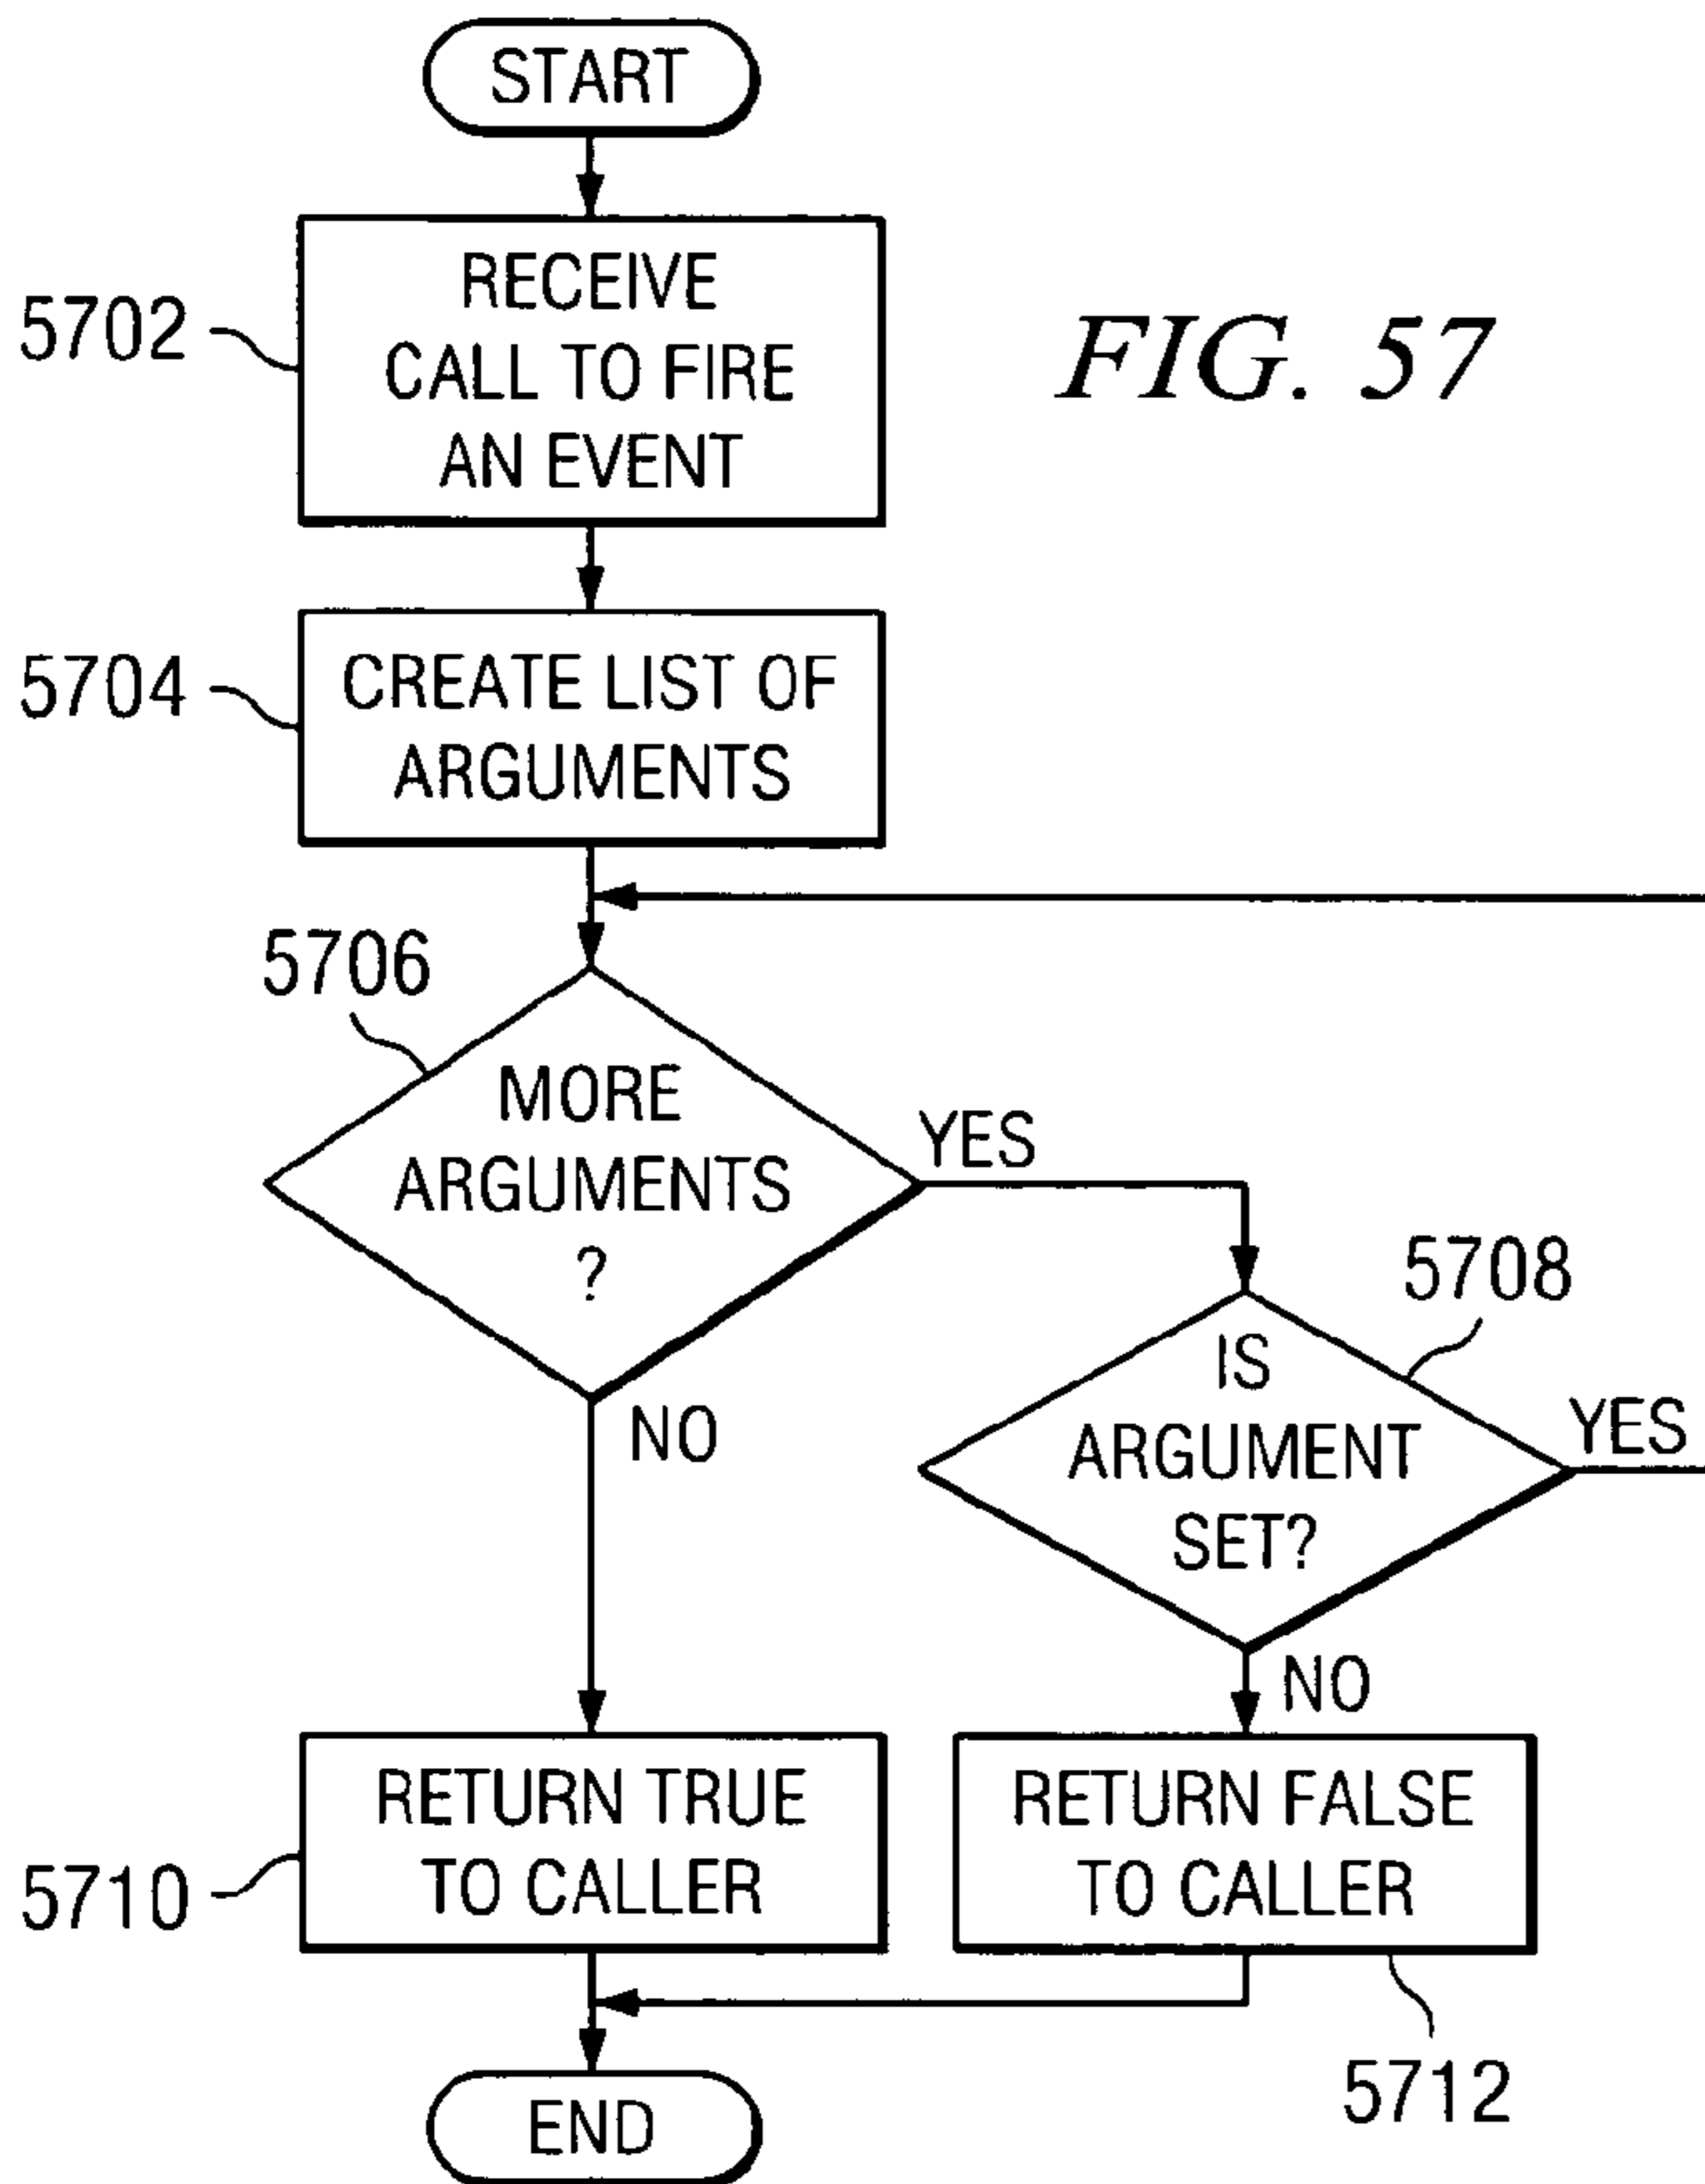 START
RECEIVE
CALL TO FIRE
AN EVENT
5702
FIG. 57
CREATE LIST OF
ARGUMENTS
5704
5706
MORE
ARGUMENTS
?
YES
NO
5708
IS
ARGUMENT
SET?
YES
NO
RETURN TRUE
TO CALLER
5710
RETURN FALSE
TO CALLER
5712
END